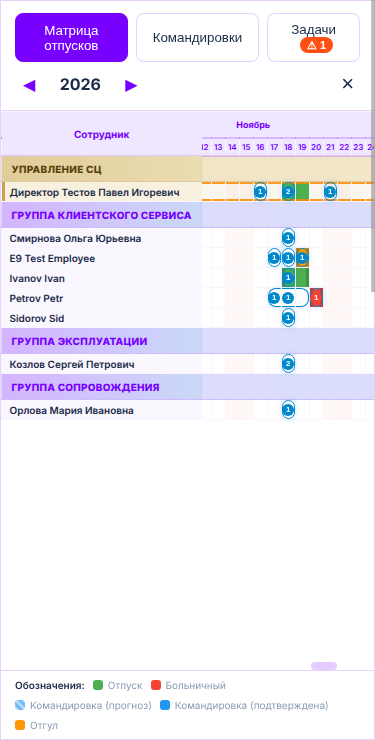 Матрица
отпусков
Командировки
Задачи
⚠ 1
◀ 2026 ▶ ×
Сотрудник
Ноябрь
12 13 14 15 16 17 18 19 20 21 22 23 24
УПРАВЛЕНИЕ СЦ
Директор Тестов Павел Игоревич 1 2 1
ГРУППА КЛИЕНТСКОГО СЕРВИСА
Смирнова Ольга Юрьевна 1
E9 Test Employee 1 1 1
Ivanov Ivan 1
Petrov Petr 1 1 1
Sidorov Sid 1
ГРУППА ЭКСПЛУАТАЦИИ
Козлов Сергей Петрович 2
ГРУППА СОПРОВОЖДЕНИЯ
Орлова Мария Ивановна 1
Обозначения: Отпуск Больничный
Командировка (прогноз) Командировка (подтверждена)
Отгул